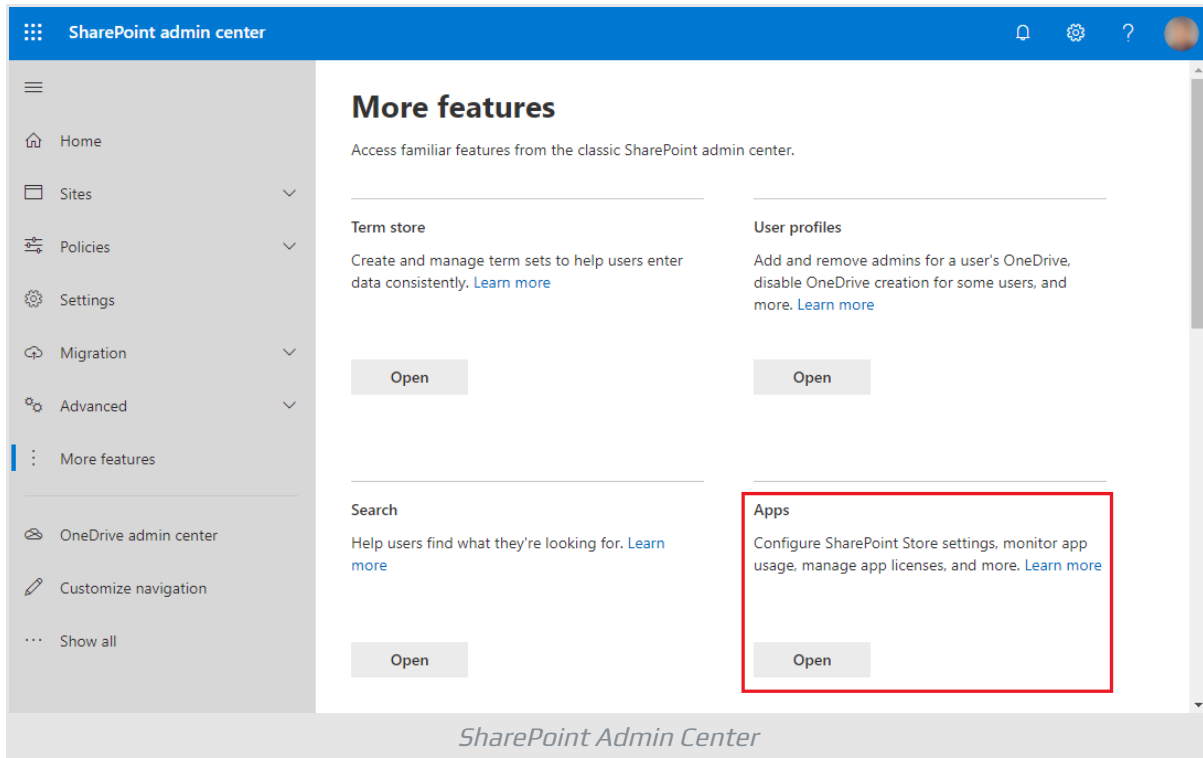 SharePoint admin center
?
Home
Sites
Policies
Settings
Migration
Advanced
More features
OneDrive admin center
Customize navigation
Show all
More features
Access familiar features from the classic SharePoint admin center.
Term store
Create and manage term sets to help users enter
data consistently. Learn more
Open
User profiles
Add and remove admins for a user's OneDrive,
disable OneDrive creation for some users, and
more. Learn more
Open
Search
Help users find what they're looking for. Learn
more
Open
Apps
Configure SharePoint Store settings, monitor app
usage, manage app licenses, and more. Learn more
Open
SharePoint Admin Center